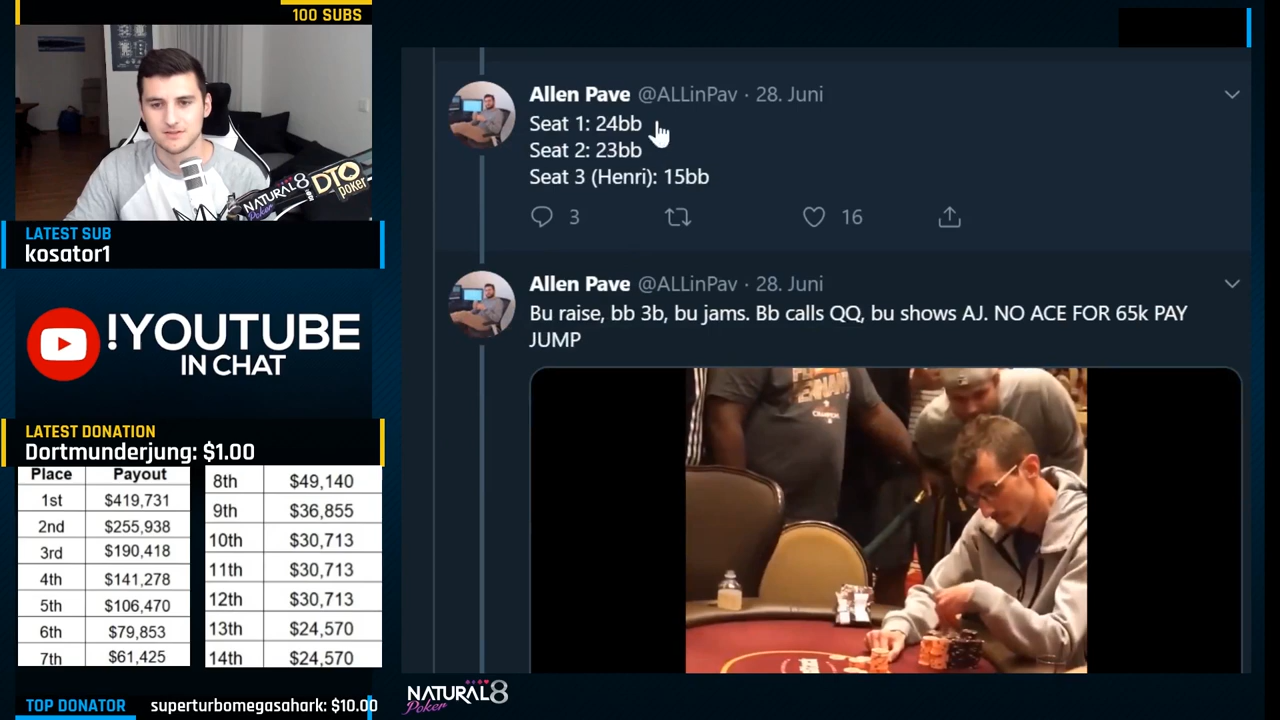 100 SUBS
NATURAL8
Poker
DTO
poker
LATEST SUB
kosator1
!YOUTUBE
IN CHAT
LATEST DONATION
Dortmunderjung: $1.00
Place Payout
1st $419,731
2nd $255,938
3rd $190,418
4th $141,278
5th $106,470
6th $79,853
7th $61,425
8th $49,140
9th $36,855
10th $30,713
11th $30,713
12th $30,713
13th $24,570
14th $24,570
TOP DONATOR superturbomegasahark: $10.00
Allen Pave @ALLinPav · 28. Juni
Seat 1: 24bb
Seat 2: 23bb
Seat 3 (Henri): 15bb
3 16
Allen Pave @ALLinPav · 28. Juni
Bu raise, bb 3b, bu jams. Bb calls QQ, bu shows AJ. NO ACE FOR 65k PAY
JUMP
NATURAL8
Poker